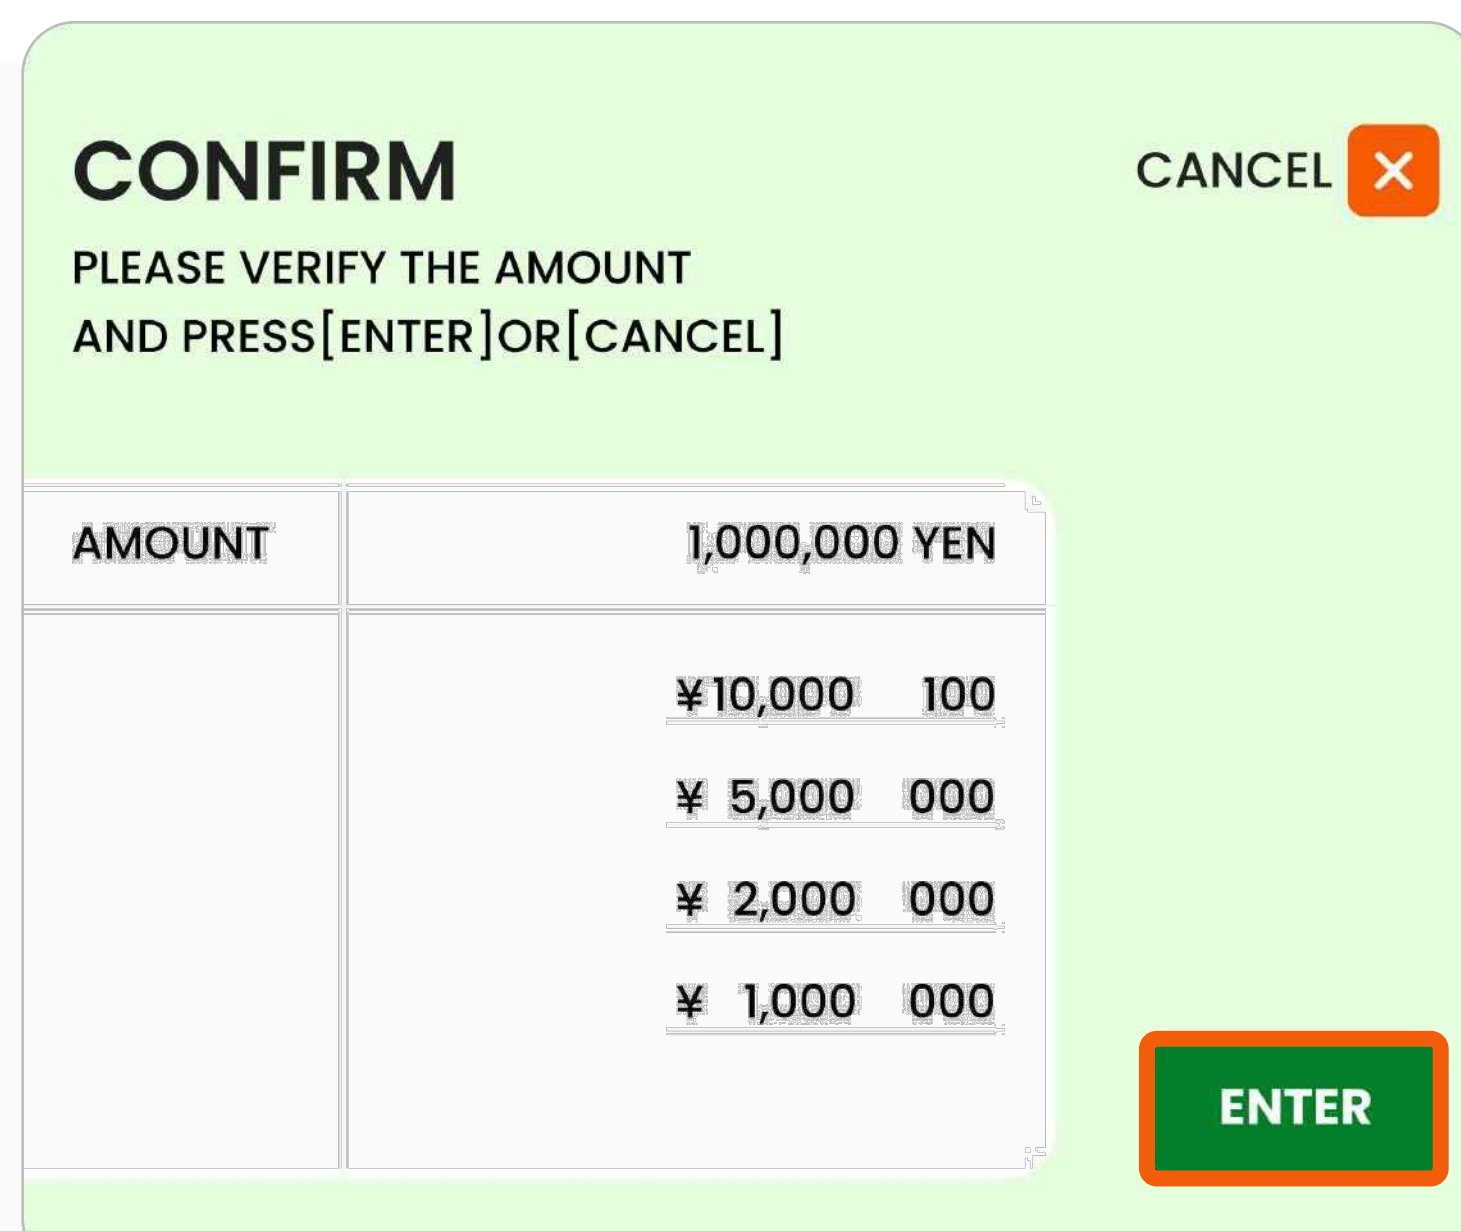 CONFIRM
CANCEL ×
PLEASE VERIFY THE AMOUNT
AND PRESS[ENTER]OR[CANCEL]
AMOUNT 1,000,000 YEN
¥10,000 100
¥ 5,000 000
¥ 2,000 000
¥ 1,000 000
ENTER